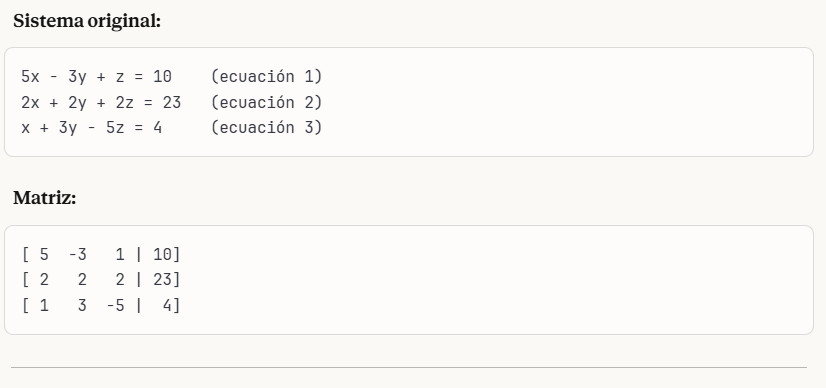 Sistema original:
5x - 3y + z = 10    (ecuación 1)
2x + 2y + 2z = 23   (ecuación 2)
x + 3y - 5z = 4     (ecuación 3)
Matriz:
[ 5  -3   1 | 10]
[ 2   2   2 | 23]
[ 1   3  -5 |  4]